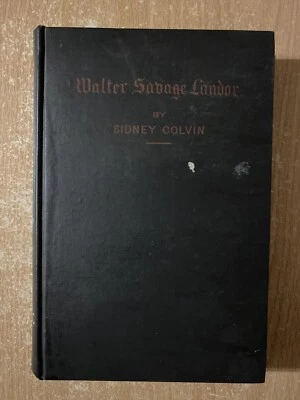 Walter Savage Landor
BY
SIDNEY COLVIN